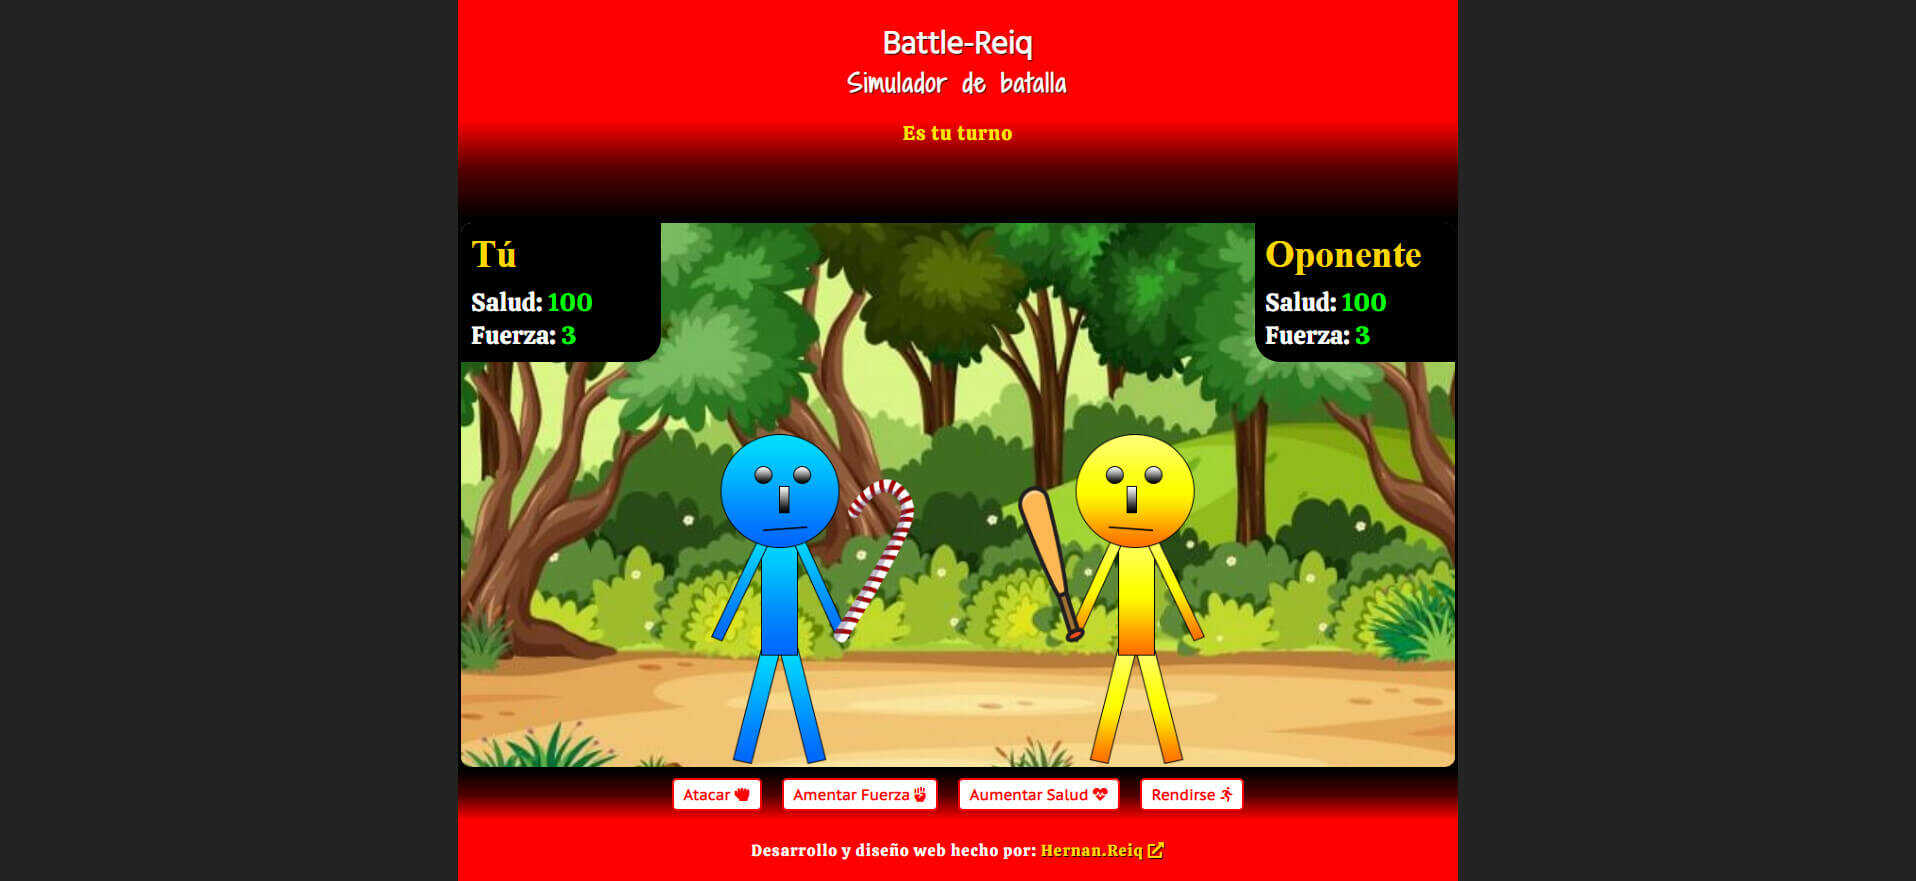 Battle-Reiq
Simulador de batalla
Es tu turno
Tú
Salud: 100
Fuerza: 3
Oponente
Salud: 100
Fuerza: 3
Atacar
Amentar Fuerza
Aumentar Salud
Rendirse
Desarrollo y diseño web hecho por: Hernan.Reiq